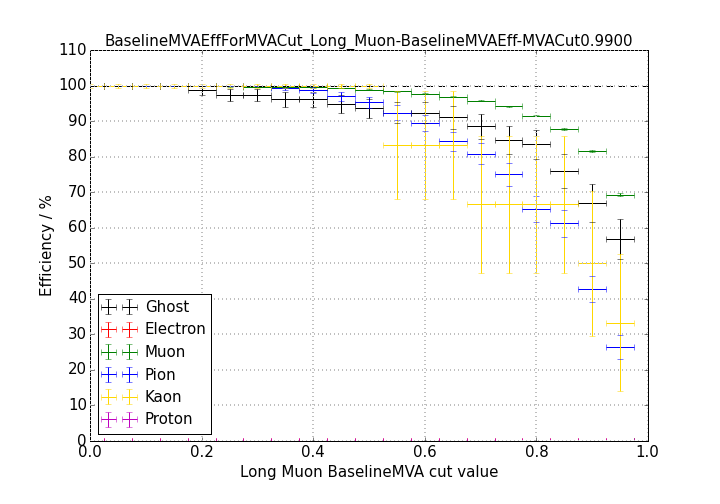 BaselineMVAEffForMVACut_Long_Muon-BaselineMVAEff-MVACut0.9900
110
100
90
80
70
60
50
40
30
20
10
0
Efficiency / %
Ghost
Electron
Muon
Pion
Kaon
Proton
0.0 0.2 0.4 0.6 0.8 1.0
Long Muon BaselineMVA cut value